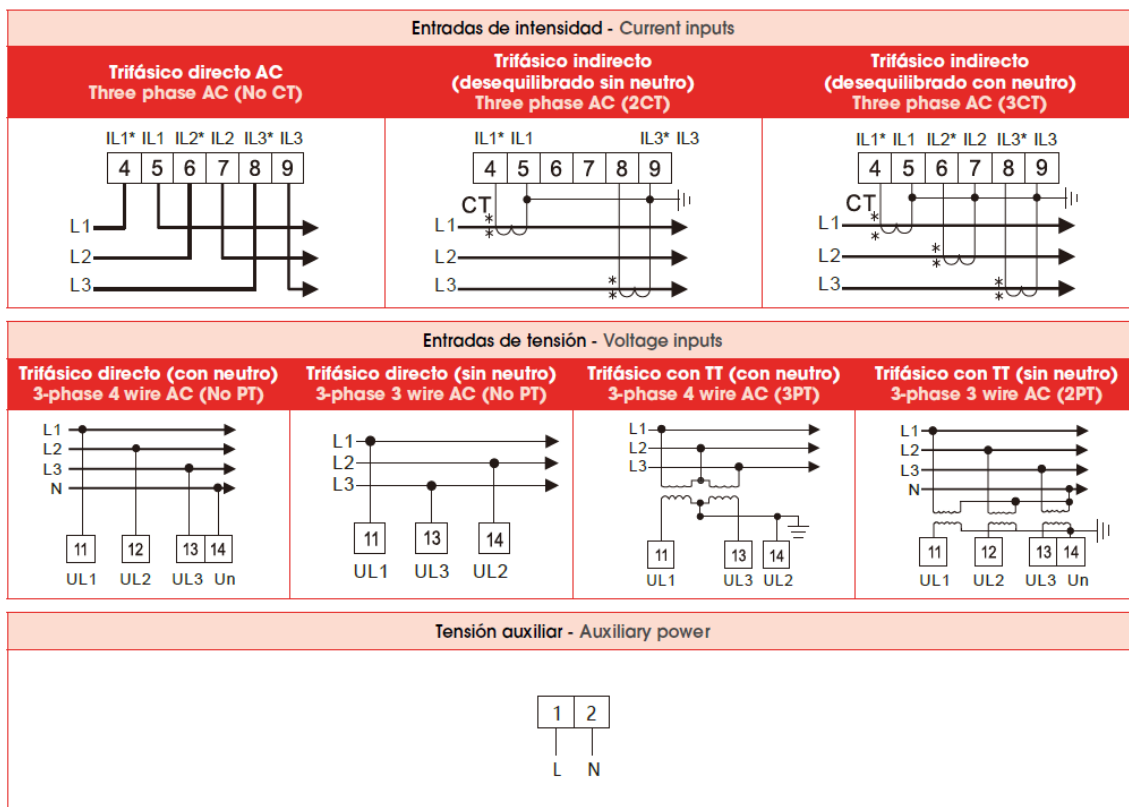 Entradas de intensidad - Current inputs
Trifásico directo AC
Three phase AC (No CT)
Trifásico indirecto
(desequilibrado sin neutro)
Three phase AC (2CT)
Trifásico indirecto
(desequilibrado con neutro)
Three phase AC (3CT)
IL1* IL1 IL2* IL2 IL3* IL3
4 5 6 7 8 9
L1
L2
L3
IL1* IL1 IL3* IL3
4 5 6 7 8 9
CT
*
*
L1
L2
L3
*
*
IL1* IL1 IL2* IL2 IL3* IL3
4 5 6 7 8 9
CT
*
*
L1
*
*
L2
*
*
L3
Entradas de tensión - Voltage inputs
Trifásico directo (con neutro)
3-phase 4 wire AC (No PT)
Trifásico directo (sin neutro)
3-phase 3 wire AC (No PT)
Trifásico con TT (con neutro)
3-phase 4 wire AC (3PT)
Trifásico con TT (sin neutro)
3-phase 3 wire AC (2PT)
L1
L2
L3
N
11 12 13 14
UL1 UL2 UL3 Un
L1
L2
L3
11 13 14
UL1 UL3 UL2
L1
L2
L3
11 13 14
UL1 UL3 UL2
L1
L2
L3
N
11 12 13 14
UL1 UL2 UL3 Un
Tensión auxiliar - Auxiliary power
1 2
L N